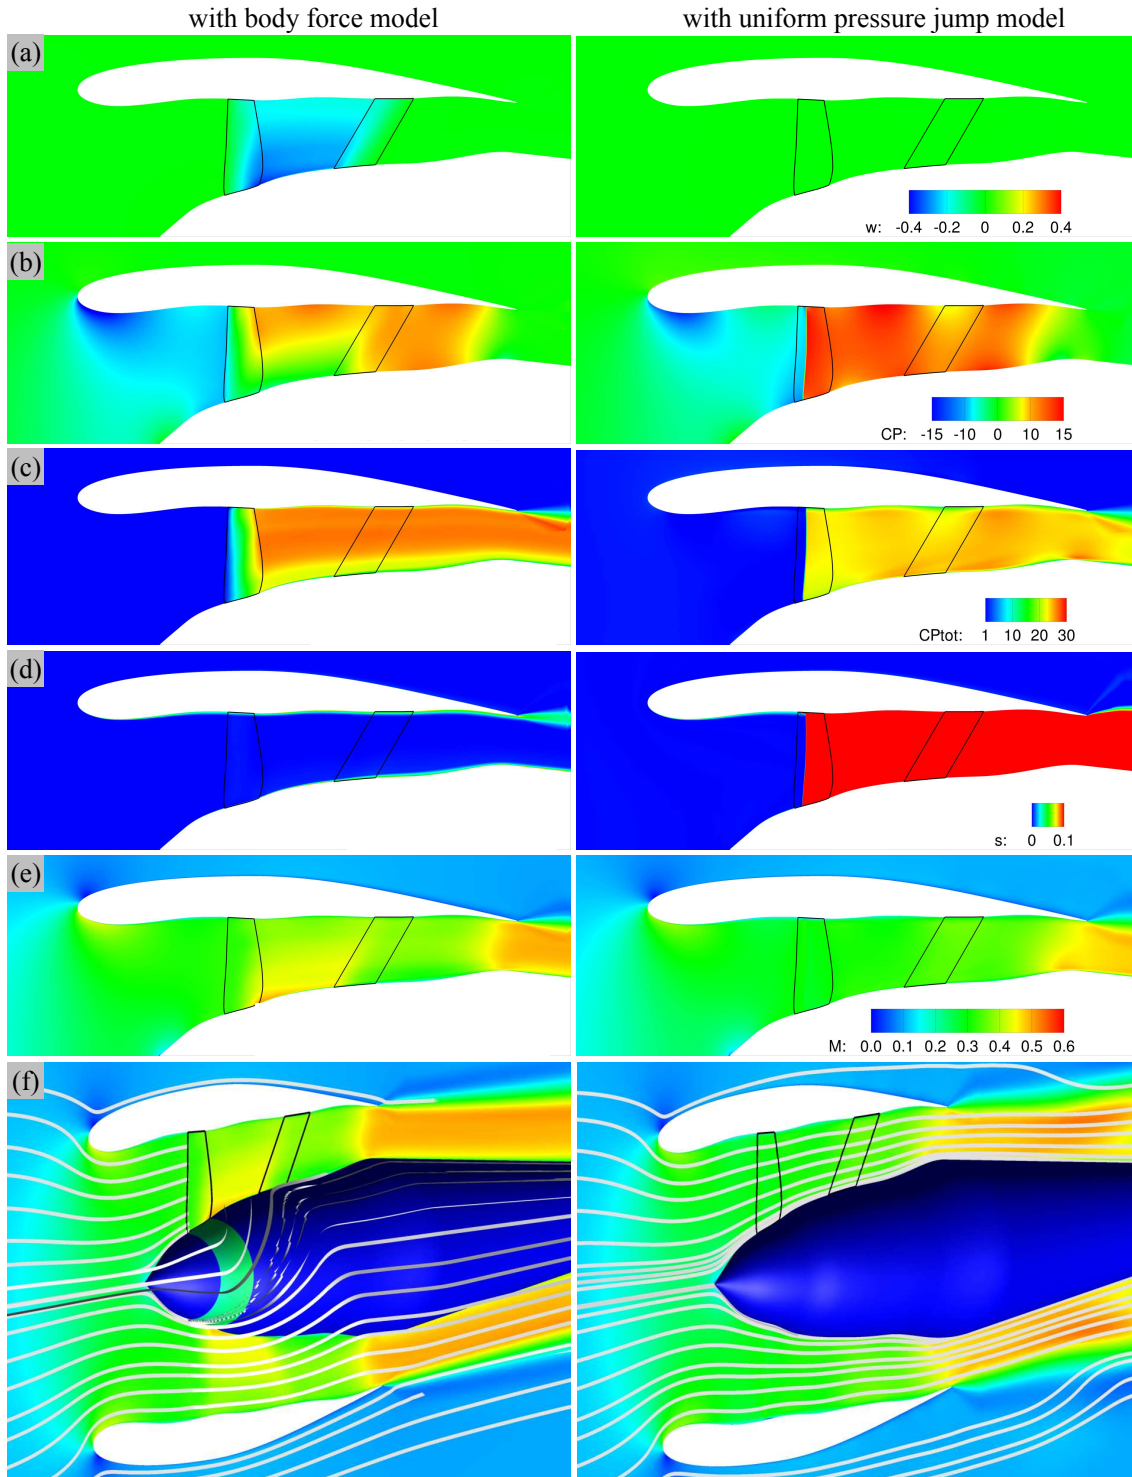 with body force model
with uniform pressure jump model
(a)
w: -0.4 -0.2 0 0.2 0.4
(b)
CP: -15 -10 0 10 15
(c)
CPtot: 1 10 20 30
(d)
s: 0 0.1
(e)
M: 0.0 0.1 0.2 0.3 0.4 0.5 0.6
(f)